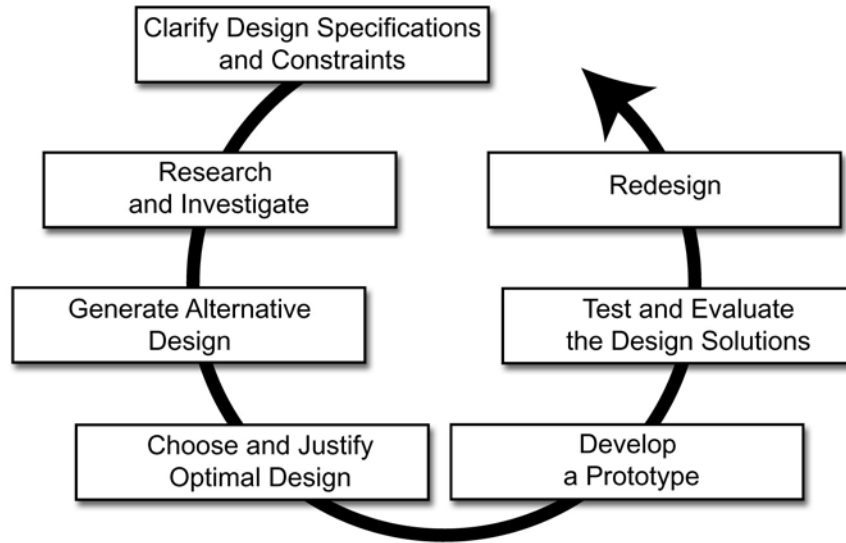 Clarify Design Specifications
and Constraints
Research
and Investigate
Generate Alternative
Design
Choose and Justify
Optimal Design
Develop
a Prototype
Test and Evaluate
the Design Solutions
Redesign